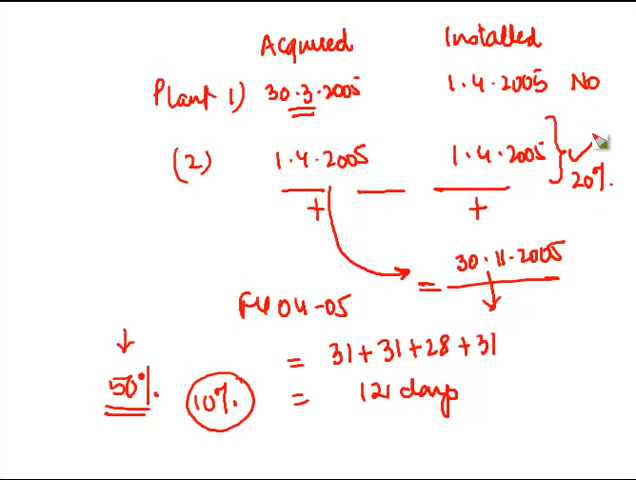 Acquired Installed
Plant 1) 30.3.2005 1.4.2005 No
(2) 1.4.2005 1.4.2005 ✓
20%.
+ +
= 30.11.2005
FY 04-05
= 31+31+28+31
50%. 10%. = 121 days